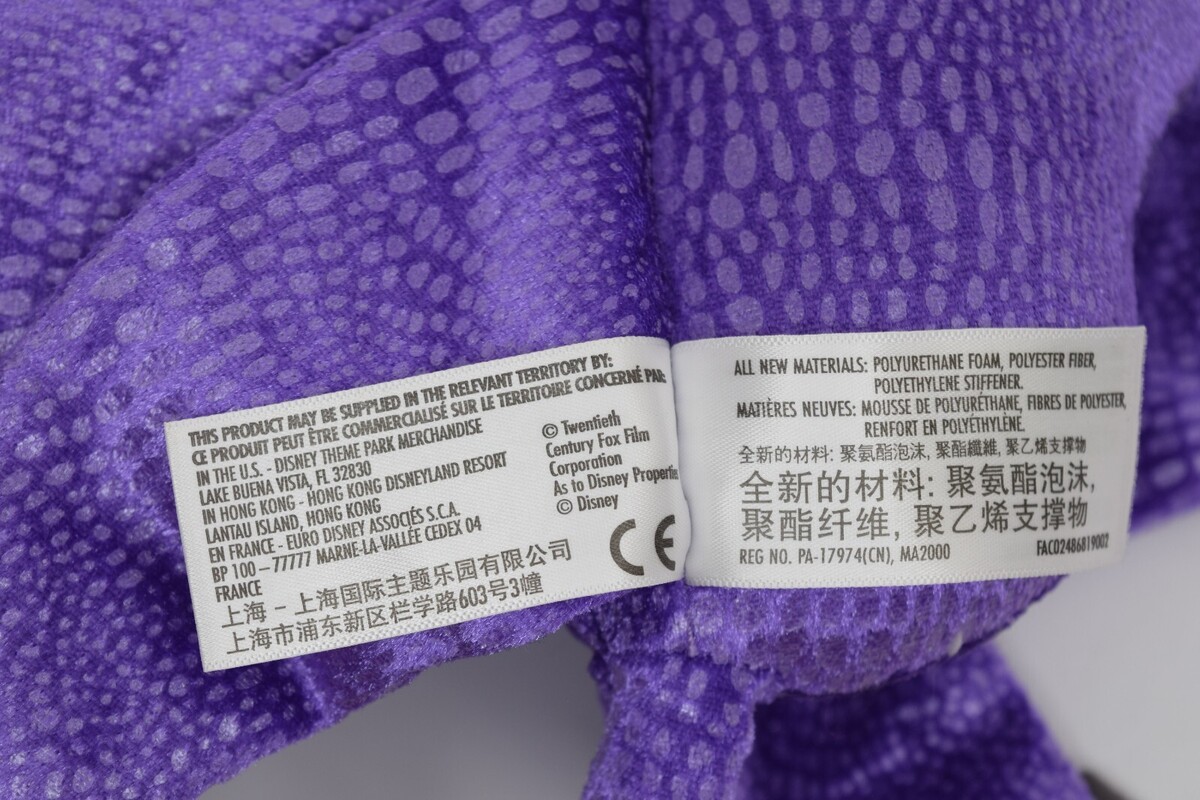 THIS PRODUCT MAY BE SUPPLIED IN THE RELEVANT TERRITORY BY:
CE PRODUIT PEUT ÊTRE COMMERCIALISÉ SUR LE TERRITOIRE CONCERNÉ PAR:
IN THE U.S. - DISNEY THEME PARK MERCHANDISE
LAKE BUENA VISTA, FL 32830
IN HONG KONG - HONG KONG DISNEYLAND RESORT
LANTAU ISLAND, HONG KONG
EN FRANCE - EURO DISNEY ASSOCIÉS S.C.A.
BP 100 – 77777 MARNE-LA-VALLÉE CEDEX 04
FRANCE
上海 – 上海国际主题乐园有限公司
上海市浦东新区栏学路603号3幢
© Twentieth
Century Fox Film
Corporation
As to Disney Properties
© Disney
CE
ALL NEW MATERIALS: POLYURETHANE FOAM, POLYESTER FIBER,
POLYETHYLENE STIFFENER.
MATIÈRES NEUVES: MOUSSE DE POLYURÉTHANE, FIBRES DE POLYESTER,
RENFORT EN POLYÉTHYLÈNE.
全新的材料: 聚氨酯泡沫, 聚酯纖維, 聚乙烯支撐物
全新的材料: 聚氨酯泡沫,
聚酯纤维, 聚乙烯支撑物
REG NO. PA-17974(CN), MA2000
FAC02486819002